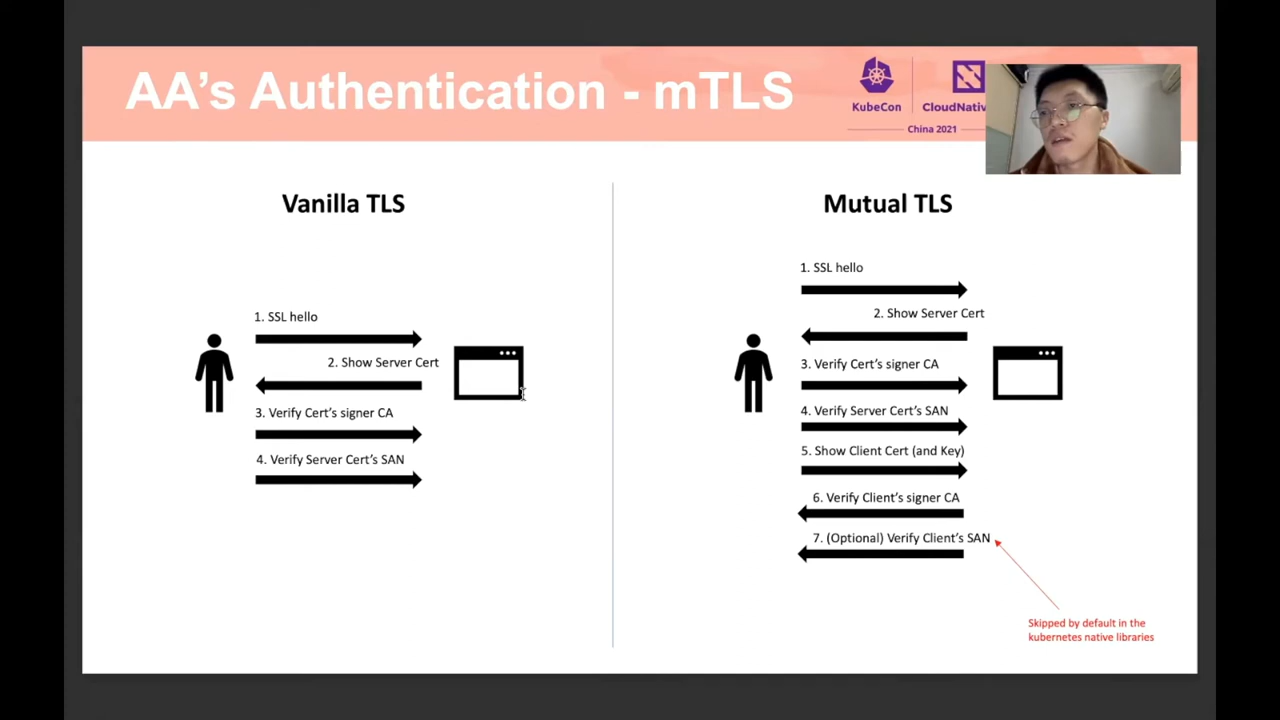 AA's Authentication - mTLS
KubeCon
CloudNativ
China 2021
Vanilla TLS
1. SSL hello
2. Show Server Cert
3. Verify Cert's signer CA
4. Verify Server Cert's SAN
Mutual TLS
1. SSL hello
2. Show Server Cert
3. Verify Cert's signer CA
4. Verify Server Cert's SAN
5. Show Client Cert (and Key)
6. Verify Client's signer CA
7. (Optional) Verify Client's SAN
Skipped by default in the
kubernetes native libraries